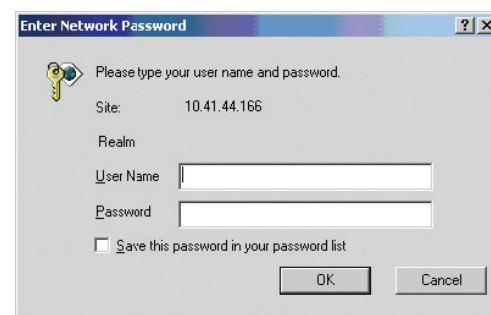 Enter Network Password
Please type your user name and password.
Site: 10.41.44.166
Realm
User Name
Password
Save this password in your password list
OK Cancel